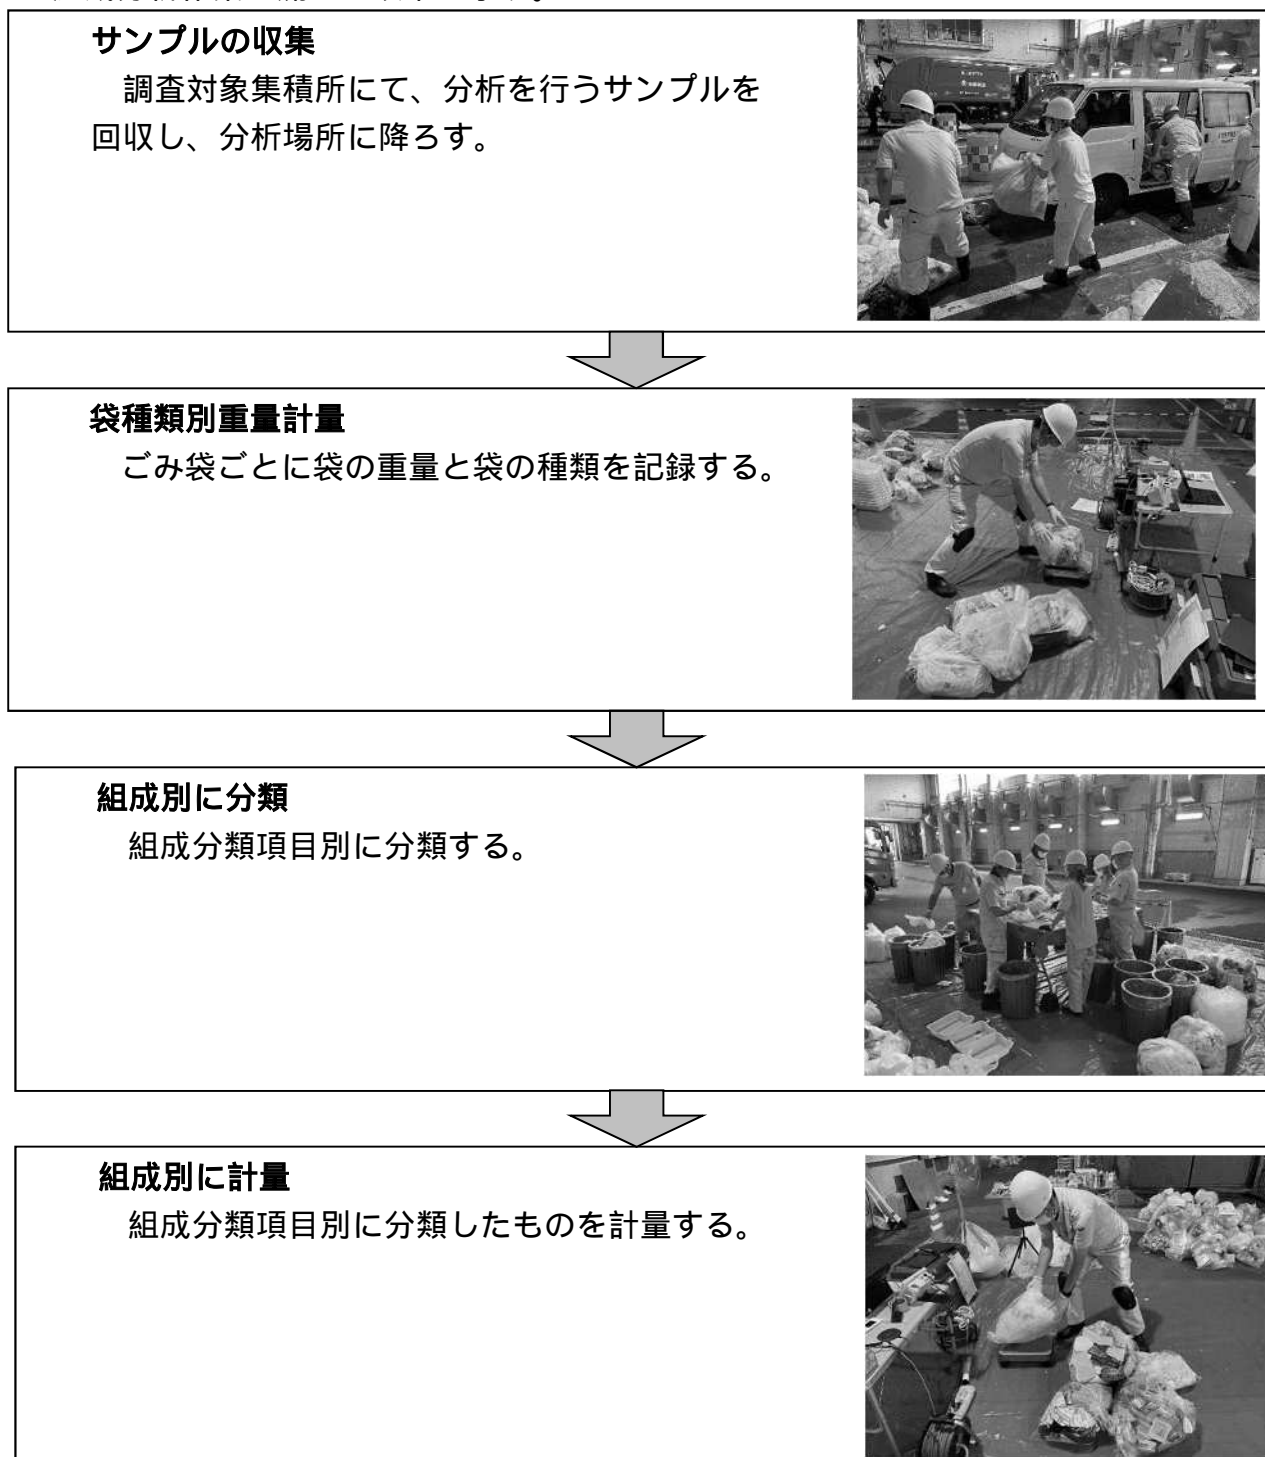 サンプルの収集
調査対象集積所にて、分析を行うサンプルを
回収し、分析場所に降ろす。
袋種類別重量計量
ごみ袋ごとに袋の重量と袋の種類を記録する。
組成別に分類
組成分類項目別に分類する。
組成別に計量
組成分類項目別に分類したものを計量する。